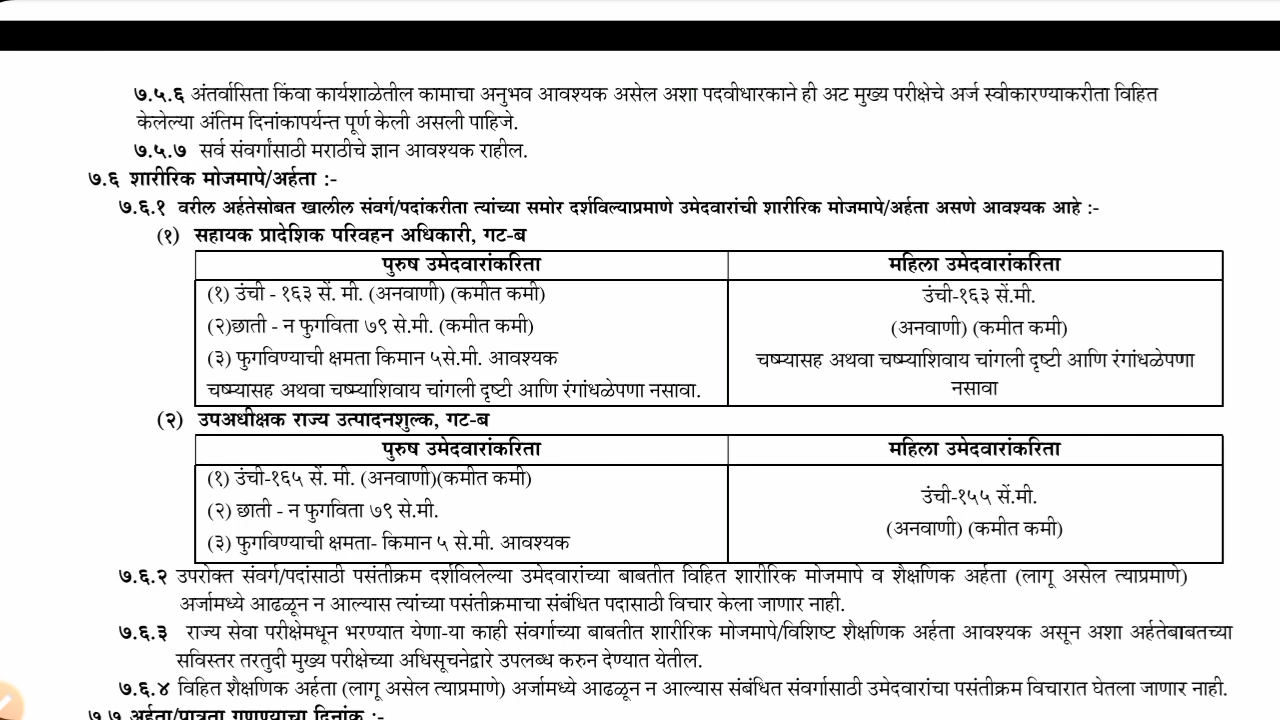 ७.५.६ अंतर्वासिता किंवा कार्यशाळेतील कामाचा अनुभव आवश्यक असेल अशा पदवीधारकाने ही अट मुख्य परीक्षेचे अर्ज स्वीकारण्याकरीता विहित
केलेल्या अंतिम दिनांकापर्यन्त पूर्ण केली असली पाहिजे.
७.५.७ सर्व संवर्गांसाठी मराठीचे ज्ञान आवश्यक राहील.
७.६ शारीरिक मोजमापे/अर्हता :-
७.६.१ वरील अर्हतेसोबत खालील संवर्ग/पदांकरीता त्यांच्या समोर दर्शविल्याप्रमाणे उमेदवारांची शारीरिक मोजमापे/अर्हता असणे आवश्यक आहे :-
(१) सहायक प्रादेशिक परिवहन अधिकारी, गट-ब
पुरुष उमेदवारांकरिता
(१) उंची - १६३ सें. मी. (अनवाणी) (कमीत कमी)
(२)छाती - न फुगविता ७९ से.मी. (कमीत कमी)
(३) फुगविण्याची क्षमता किमान ५से.मी. आवश्यक
चष्म्यासह अथवा चष्म्याशिवाय चांगली दृष्टी आणि रंगांधळेपणा नसावा.
महिला उमेदवारांकरिता
उंची-१६३ सें.मी.
(अनवाणी) (कमीत कमी)
चष्म्यासह अथवा चष्म्याशिवाय चांगली दृष्टी आणि रंगांधळेपणा
नसावा
(२) उपअधीक्षक राज्य उत्पादनशुल्क, गट-ब
पुरुष उमेदवारांकरिता
(१) उंची-१६५ सें. मी. (अनवाणी)(कमीत कमी)
(२) छाती - न फुगविता ७९ से.मी.
(३) फुगविण्याची क्षमता- किमान ५ से.मी. आवश्यक
महिला उमेदवारांकरिता
उंची-१५५ सें.मी.
(अनवाणी) (कमीत कमी)
७.६.२ उपरोक्त संवर्ग/पदांसाठी पसंतीक्रम दर्शविलेल्या उमेदवारांच्या बाबतीत विहित शारीरिक मोजमापे व शैक्षणिक अर्हता (लागू असेल त्याप्रमाणे)
अर्जामध्ये आढळून न आल्यास त्यांच्या पसंतीक्रमाचा संबंधित पदासाठी विचार केला जाणार नाही.
७.६.३ राज्य सेवा परीक्षेमधून भरण्यात येणा-या काही संवर्गाच्या बाबतीत शारीरिक मोजमापे/विशिष्ट शैक्षणिक अर्हता आवश्यक असून अशा अर्हतेबाबतच्या
सविस्तर तरतुदी मुख्य परीक्षेच्या अधिसूचनेद्वारे उपलब्ध करुन देण्यात येतील.
७.६.४ विहित शैक्षणिक अर्हता (लागू असेल त्याप्रमाणे) अर्जामध्ये आढळून न आल्यास संबंधित संवर्गासाठी उमेदवारांचा पसंतीक्रम विचारात घेतला जाणार नाही.
७.७ अर्हता/पात्रता गणण्याचा दिनांक :-